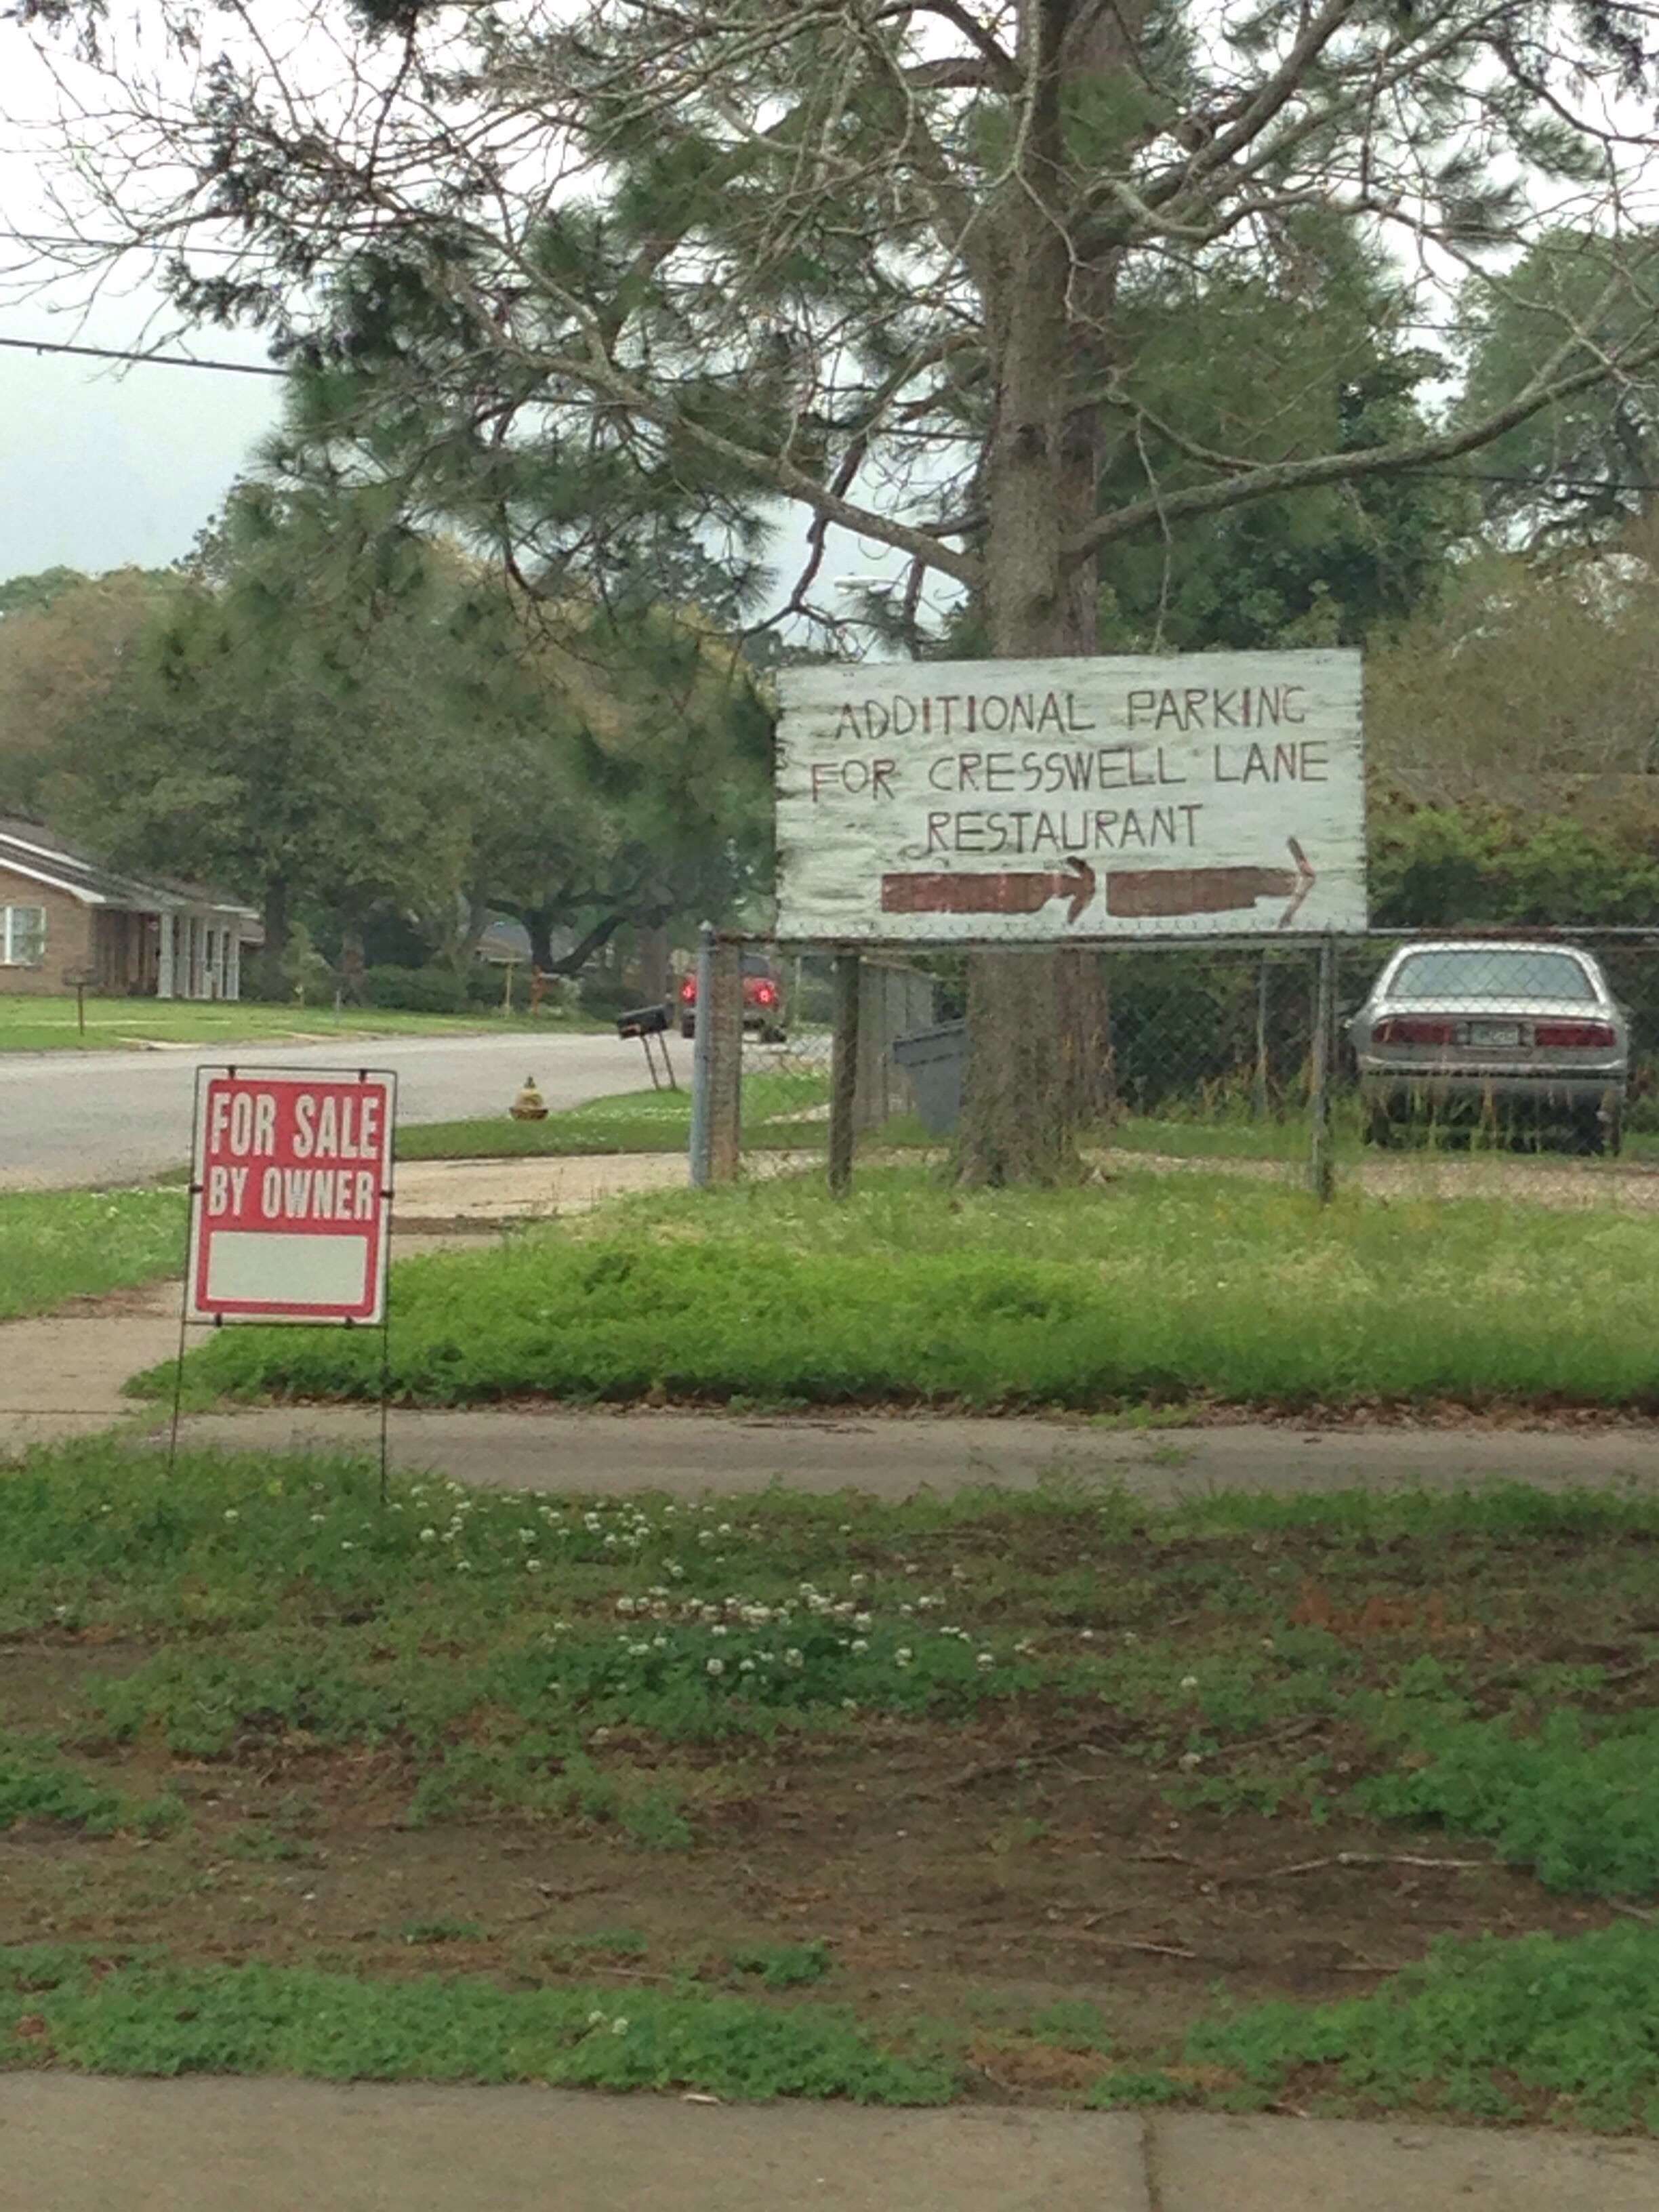 ADDITIONAL PARKING
FOR CRESSWELL LANE
RESTAURANT
FOR SALE
BY OWNER